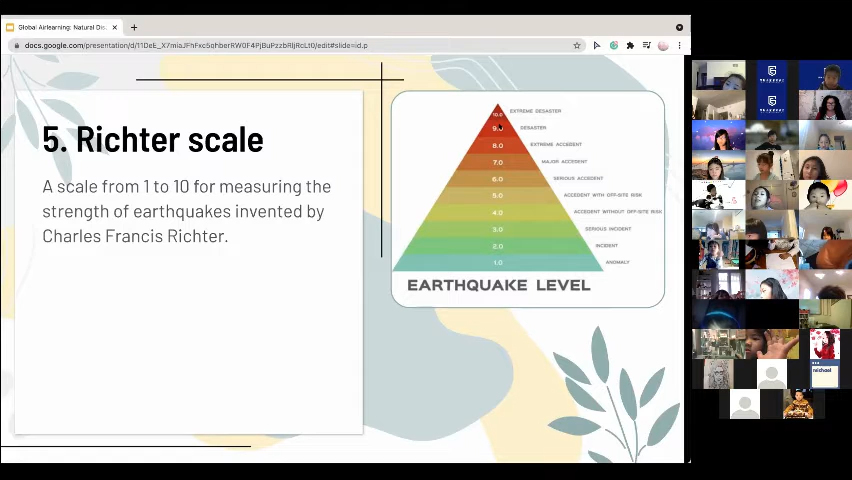 Global Airlearning: Natural Dis
docs.google.com/presentation/d/11DeE_X7miaJFhFxc5qhberRW0F4PjBuPzzbRljRcLt0/edit#slide=id.p
5. Richter scale
A scale from 1 to 10 for measuring the
strength of earthquakes invented by
Charles Francis Richter.
10.0 EXTREME DESASTER
9.0 DESASTER
8.0 EXTREME ACCEDENT
7.0 MAJOR ACCEDENT
6.0 SERIOUS ACCEDENT
5.0 ACCEDENT WITH OFF-SITE RISK
4.0 ACCEDENT WITHOUT OFF-SITE RISK
3.0 SERIOUS INCIDENT
2.0 INCIDENT
1.0 ANOMALY
EARTHQUAKE LEVEL
michael